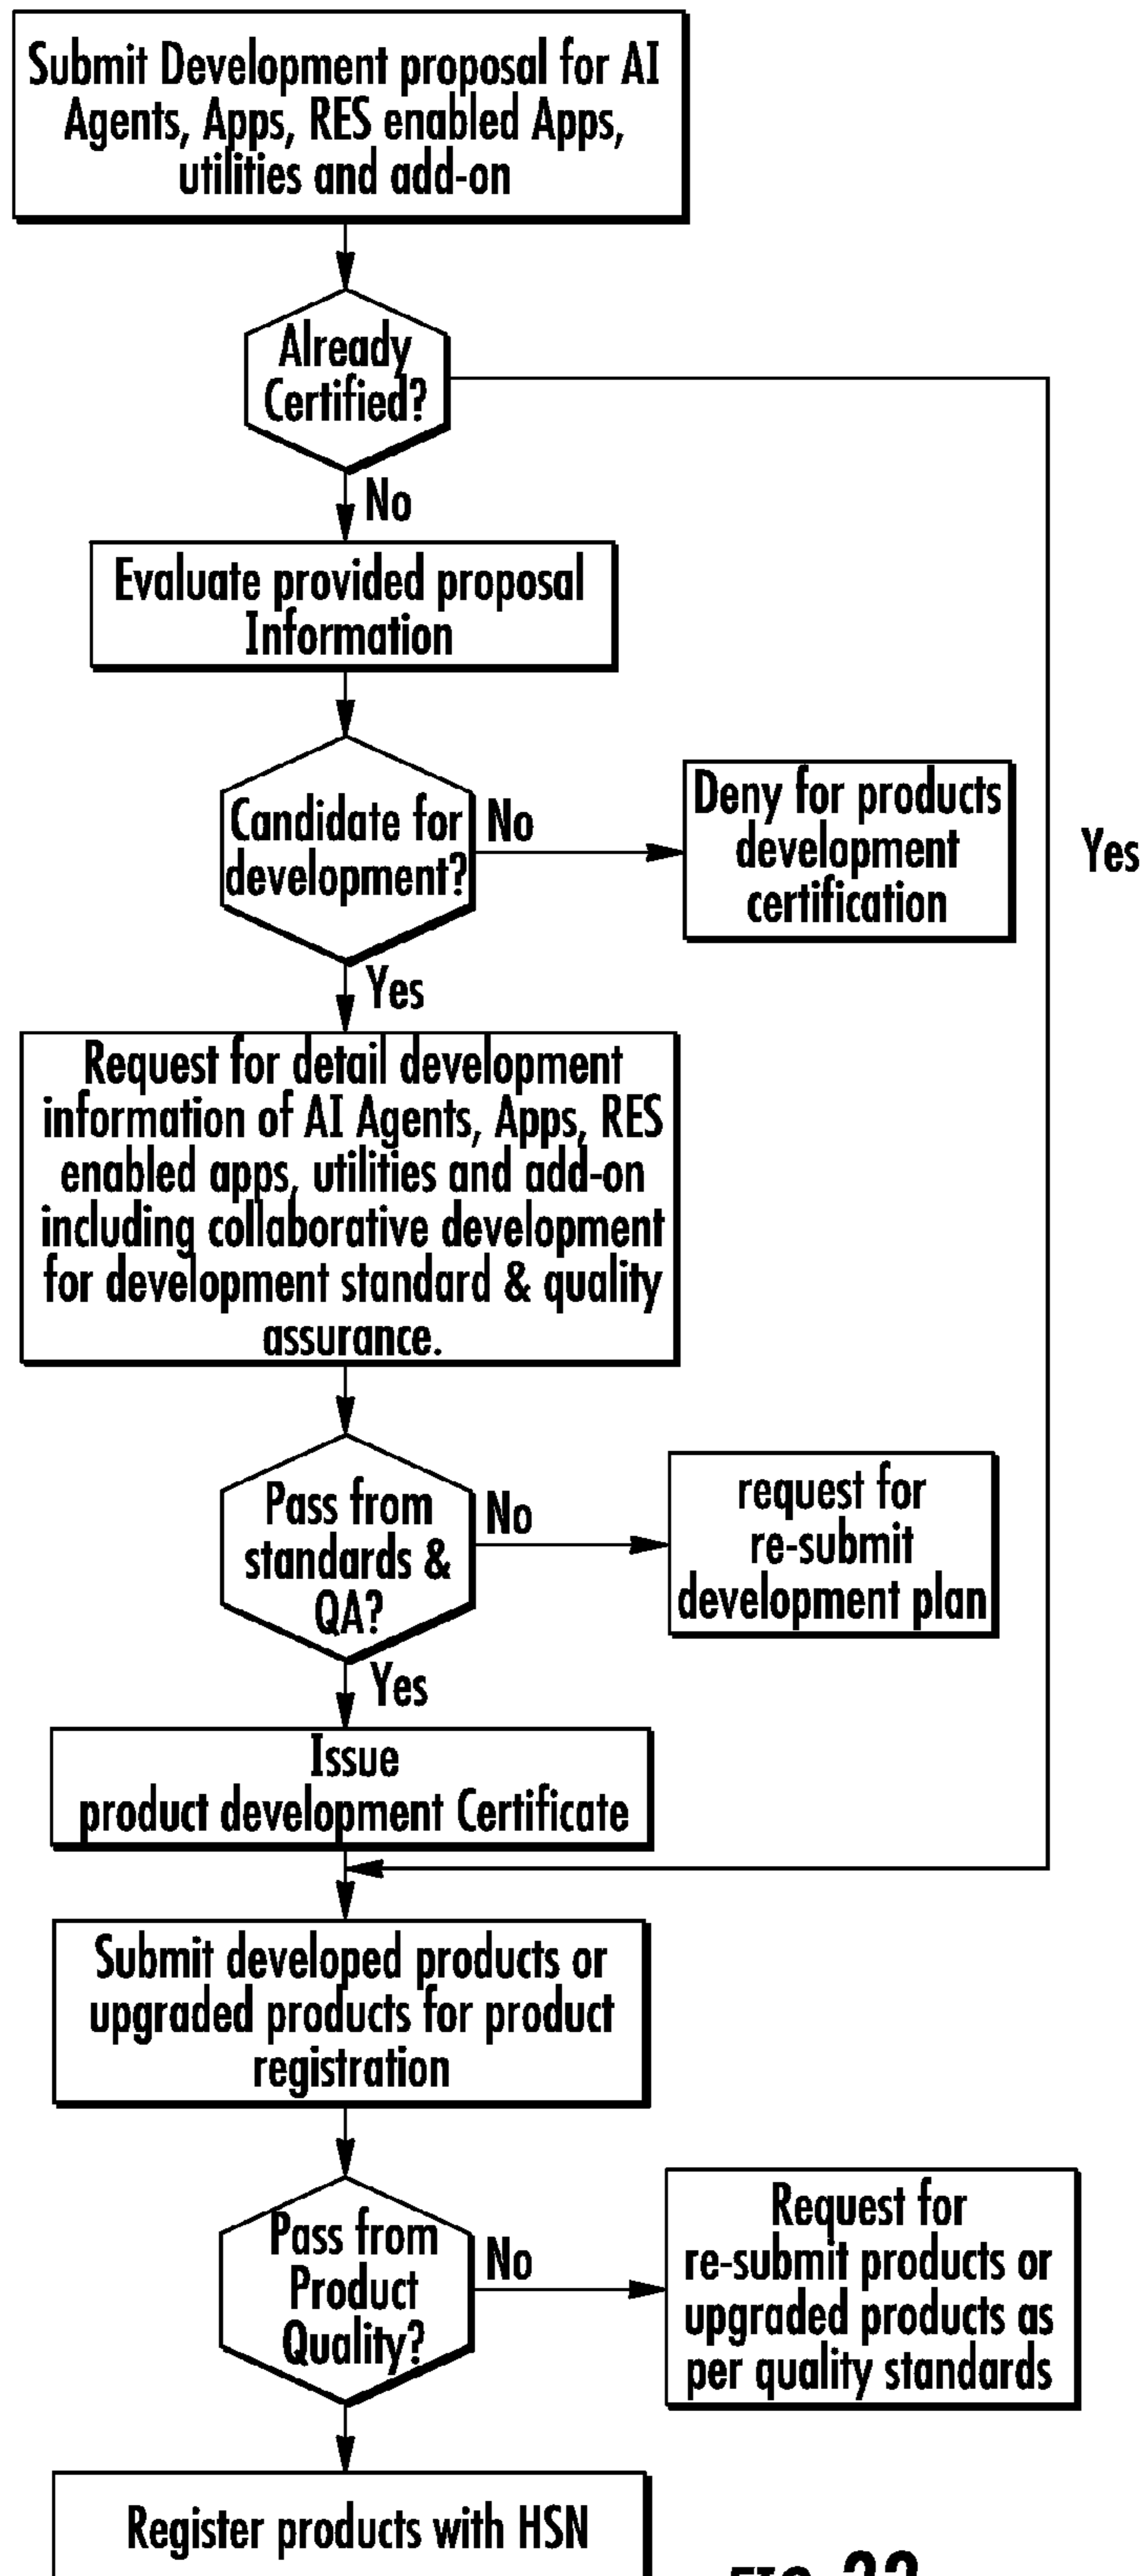 Submit Development proposal for AI
Agents, Apps, RES enabled Apps,
utilities and add-on
Already
Certified?
No
Evaluate provided proposal
Information
Candidate for
development?
No
Deny for products
development
certification
Yes
Yes
Request for detail development
information of AI Agents, Apps, RES
enabled apps, utilities and add-on
including collaborative development
for development standard & quality
assurance.
Pass from
standards &
QA?
No
request for
re-submit
development plan
Yes
Issue
product development Certificate
Submit developed products or
upgraded products for product
registration
Pass from
Product
Quality?
No
Request for
re-submit products or
upgraded products as
per quality standards
Register products with HSN